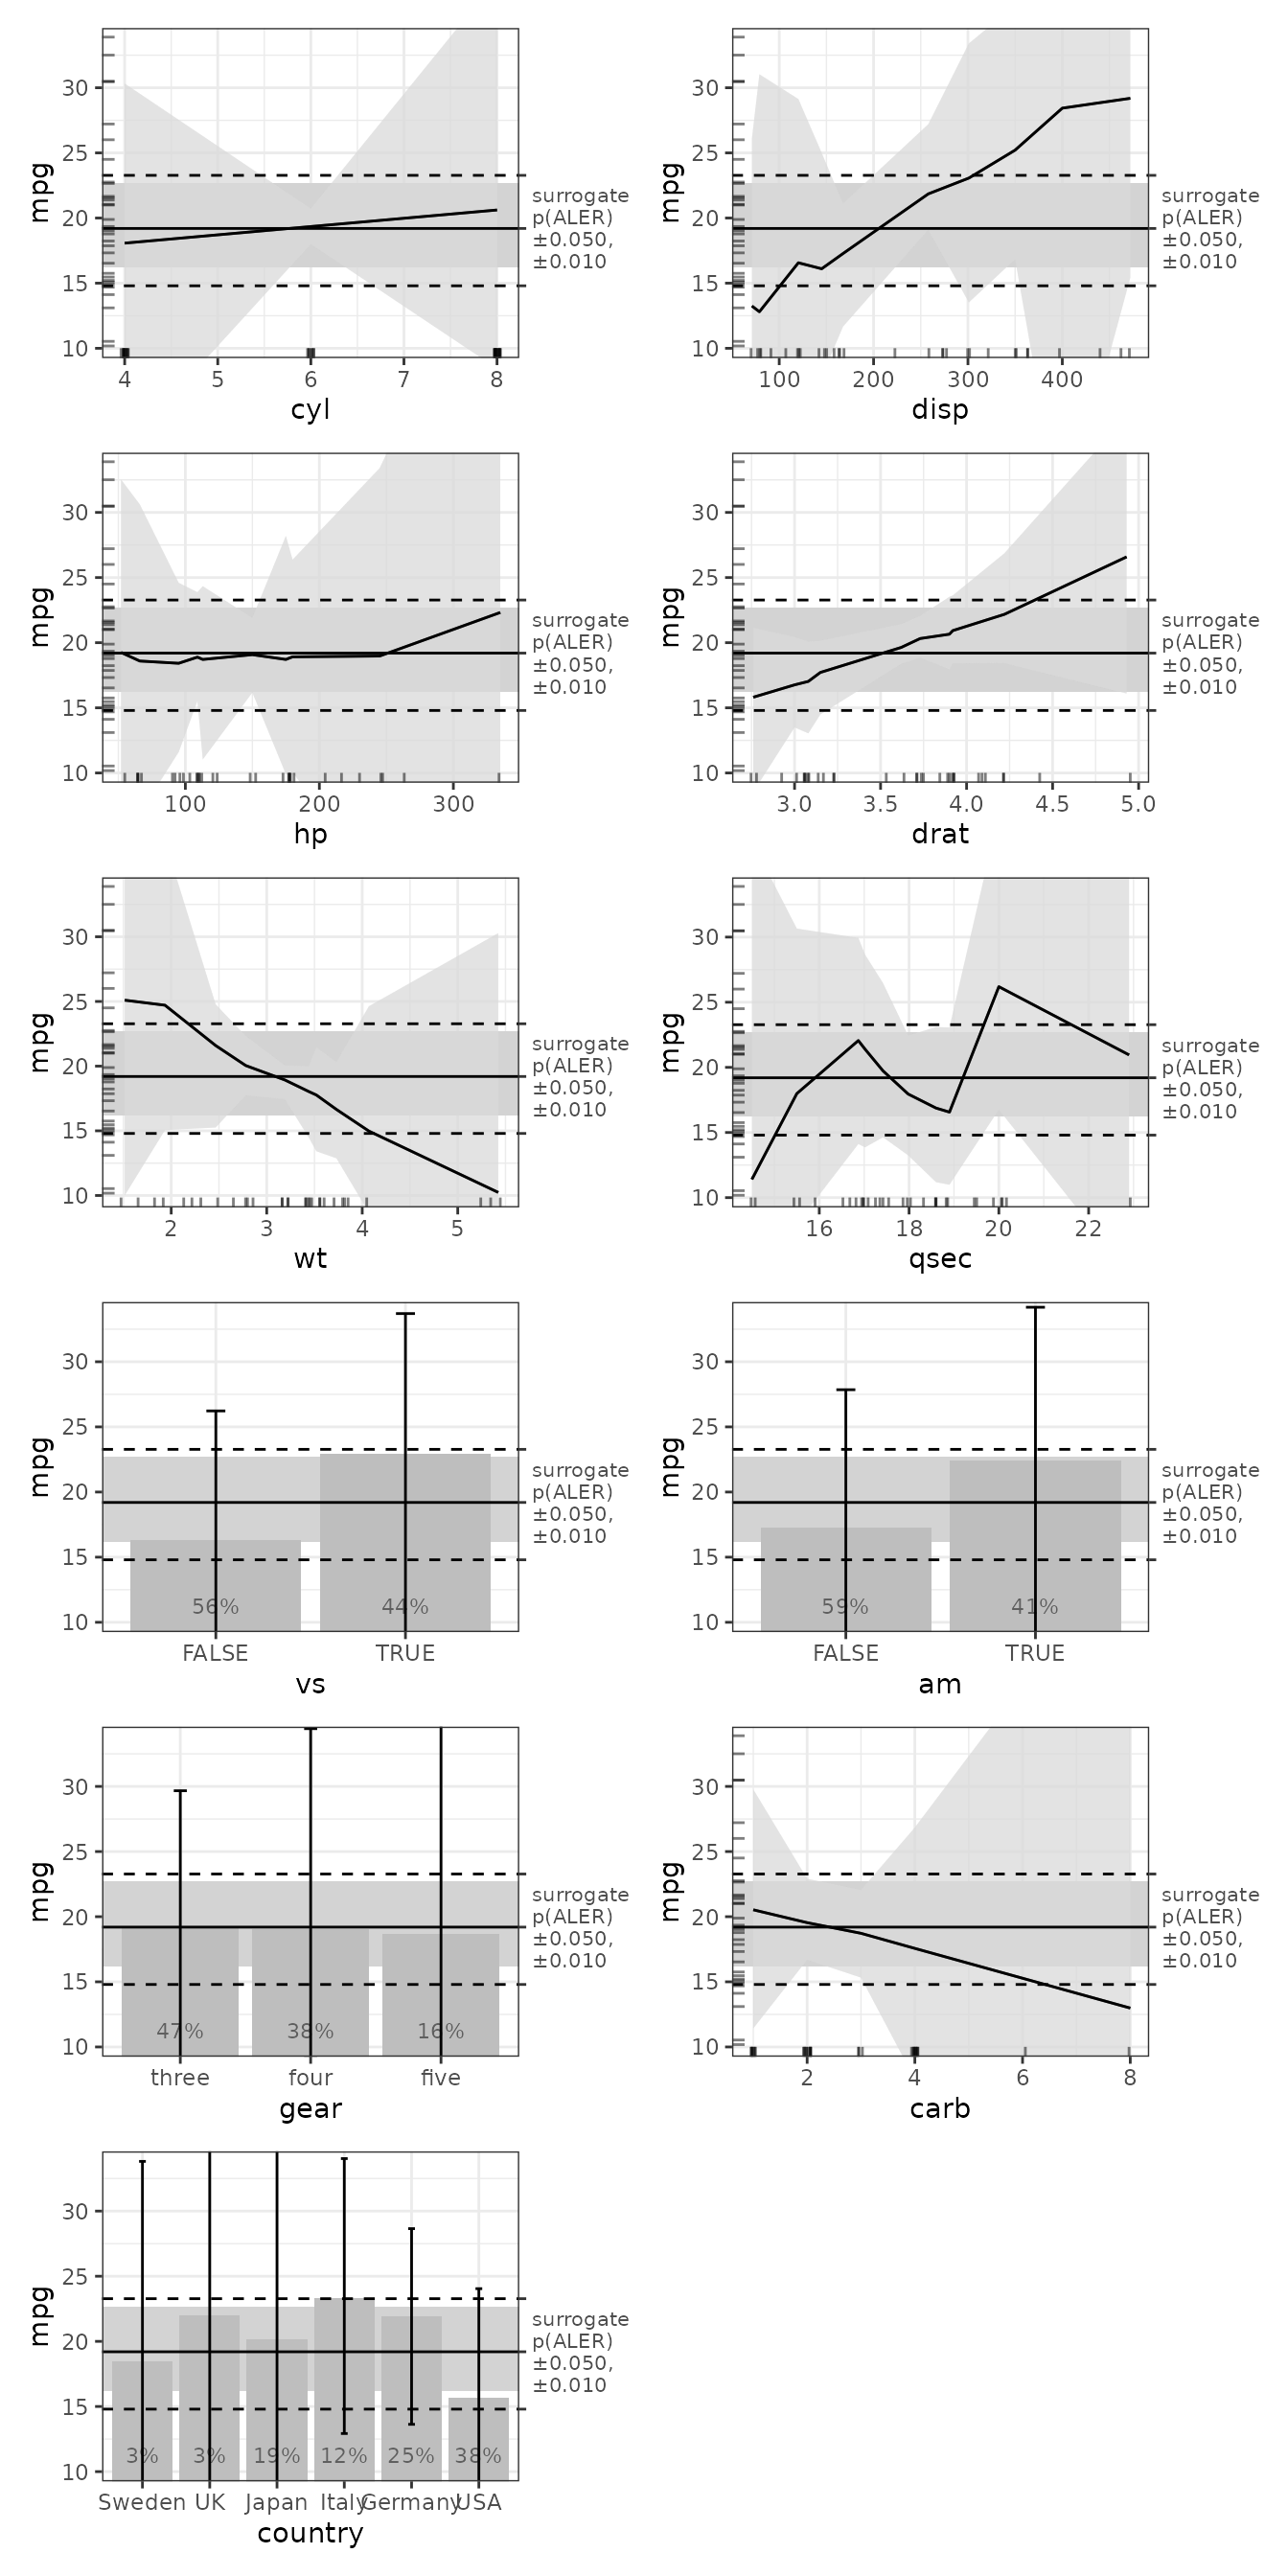 mpg
30
25
20
15
10
surrogate
p(ALER)
±0.050,
±0.010
4 5 6 7 8
cyl
mpg
30
25
20
15
10
surrogate
p(ALER)
±0.050,
±0.010
100 200 300 400
disp
mpg
30
25
20
15
10
surrogate
p(ALER)
±0.050,
±0.010
100 200 300
hp
mpg
30
25
20
15
10
surrogate
p(ALER)
±0.050,
±0.010
3.0 3.5 4.0 4.5 5.0
drat
mpg
30
25
20
15
10
surrogate
p(ALER)
±0.050,
±0.010
2 3 4 5
wt
mpg
30
25
20
15
10
surrogate
p(ALER)
±0.050,
±0.010
16 18 20 22
qsec
mpg
30
25
20
15
10
surrogate
p(ALER)
±0.050,
±0.010
56% 44%
FALSE TRUE
vs
mpg
30
25
20
15
10
surrogate
p(ALER)
±0.050,
±0.010
59% 41%
FALSE TRUE
am
mpg
30
25
20
15
10
surrogate
p(ALER)
±0.050,
±0.010
47% 38% 16%
three four five
gear
mpg
30
25
20
15
10
surrogate
p(ALER)
±0.050,
±0.010
2 4 6 8
carb
mpg
30
25
20
15
10
surrogate
p(ALER)
±0.050,
±0.010
3% 3% 19% 12% 25% 38%
Sweden UK Japan Italy Germany USA
country